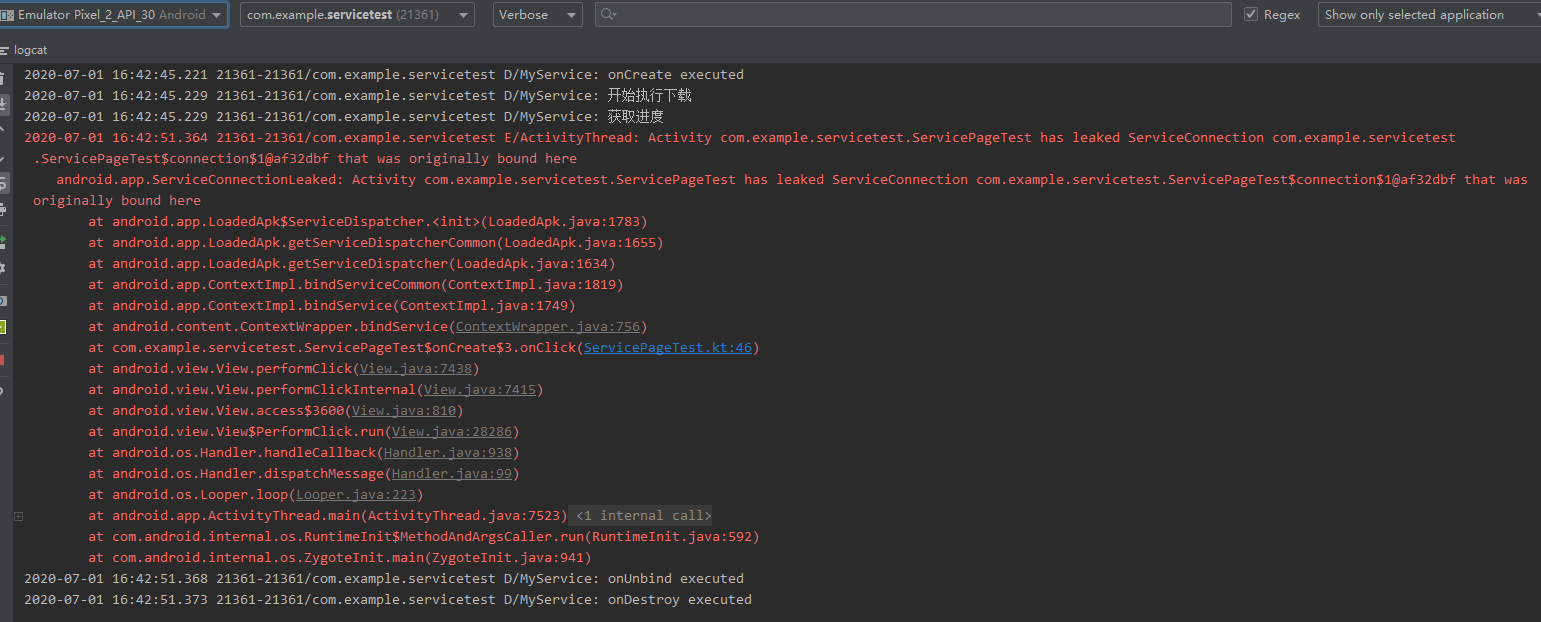 Emulator Pixel_2_API_30 Android com.example.servicetest (21361) Verbose Regex Show only selected application
logcat
2020-07-01 16:42:45.221 21361-21361/com.example.servicetest D/MyService: onCreate executed
2020-07-01 16:42:45.229 21361-21361/com.example.servicetest D/MyService: 开始执行下载
2020-07-01 16:42:45.229 21361-21361/com.example.servicetest D/MyService: 获取进度
2020-07-01 16:42:51.364 21361-21361/com.example.servicetest E/ActivityThread: Activity com.example.servicetest.ServicePageTest has leaked ServiceConnection com.example.servicetest
.ServicePageTest$connection$1@af32dbf that was originally bound here
android.app.ServiceConnectionLeaked: Activity com.example.servicetest.ServicePageTest has leaked ServiceConnection com.example.servicetest.ServicePageTest$connection$1@af32dbf that was
originally bound here
at android.app.LoadedApk$ServiceDispatcher.<init>(LoadedApk.java:1783)
at android.app.LoadedApk.getServiceDispatcherCommon(LoadedApk.java:1655)
at android.app.LoadedApk.getServiceDispatcher(LoadedApk.java:1634)
at android.app.ContextImpl.bindServiceCommon(ContextImpl.java:1819)
at android.app.ContextImpl.bindService(ContextImpl.java:1749)
at android.content.ContextWrapper.bindService(ContextWrapper.java:756)
at com.example.servicetest.ServicePageTest$onCreate$3.onClick(ServicePageTest.kt:46)
at android.view.View.performClick(View.java:7438)
at android.view.View.performClickInternal(View.java:7415)
at android.view.View.access$3600(View.java:810)
at android.view.View$PerformClick.run(View.java:28286)
at android.os.Handler.handleCallback(Handler.java:938)
at android.os.Handler.dispatchMessage(Handler.java:99)
at android.os.Looper.loop(Looper.java:223)
at android.app.ActivityThread.main(ActivityThread.java:7523) <1 internal call>
at com.android.internal.os.RuntimeInit$MethodAndArgsCaller.run(RuntimeInit.java:592)
at com.android.internal.os.ZygoteInit.main(ZygoteInit.java:941)
2020-07-01 16:42:51.368 21361-21361/com.example.servicetest D/MyService: onUnbind executed
2020-07-01 16:42:51.373 21361-21361/com.example.servicetest D/MyService: onDestroy executed